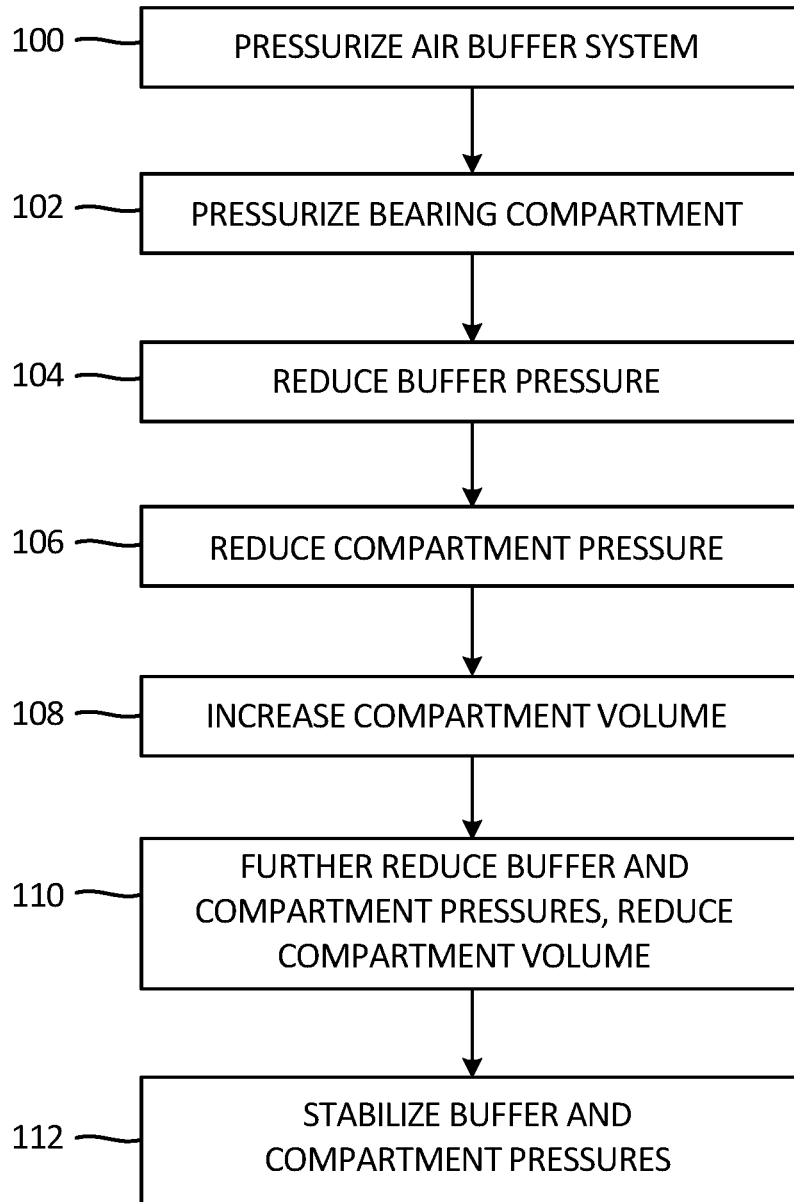 100
PRESSURIZE AIR BUFFER SYSTEM
102
PRESSURIZE BEARING COMPARTMENT
104
REDUCE BUFFER PRESSURE
106
REDUCE COMPARTMENT PRESSURE
108
INCREASE COMPARTMENT VOLUME
110
FURTHER REDUCE BUFFER AND
COMPARTMENT PRESSURES, REDUCE
COMPARTMENT VOLUME
112
STABILIZE BUFFER AND
COMPARTMENT PRESSURES